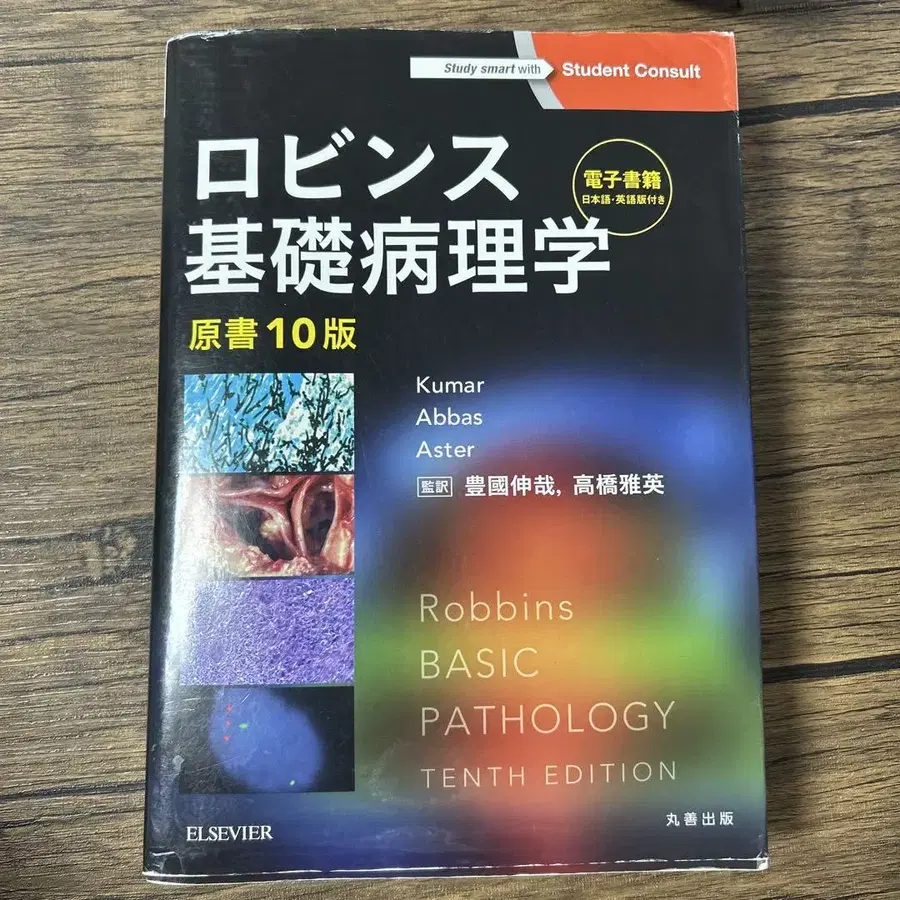 Study smart with Student Consult
ロビンス
基礎病理学
電子書籍
日本語・英語版付き
原書10版
Kumar
Abbas
Aster
監訳 豊國伸哉, 高橋雅英
Robbins
BASIC
PATHOLOGY
TENTH EDITION
ELSEVIER
丸善出版